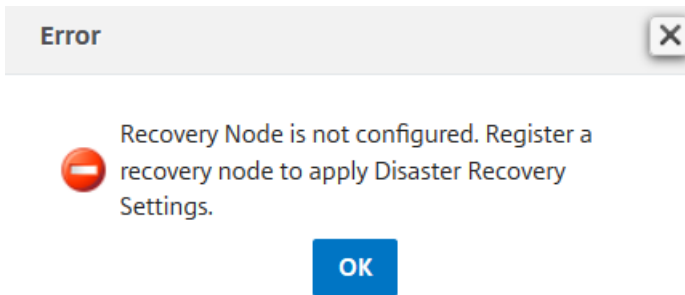 Error
Recovery Node is not configured. Register a
recovery node to apply Disaster Recovery
Settings.
OK